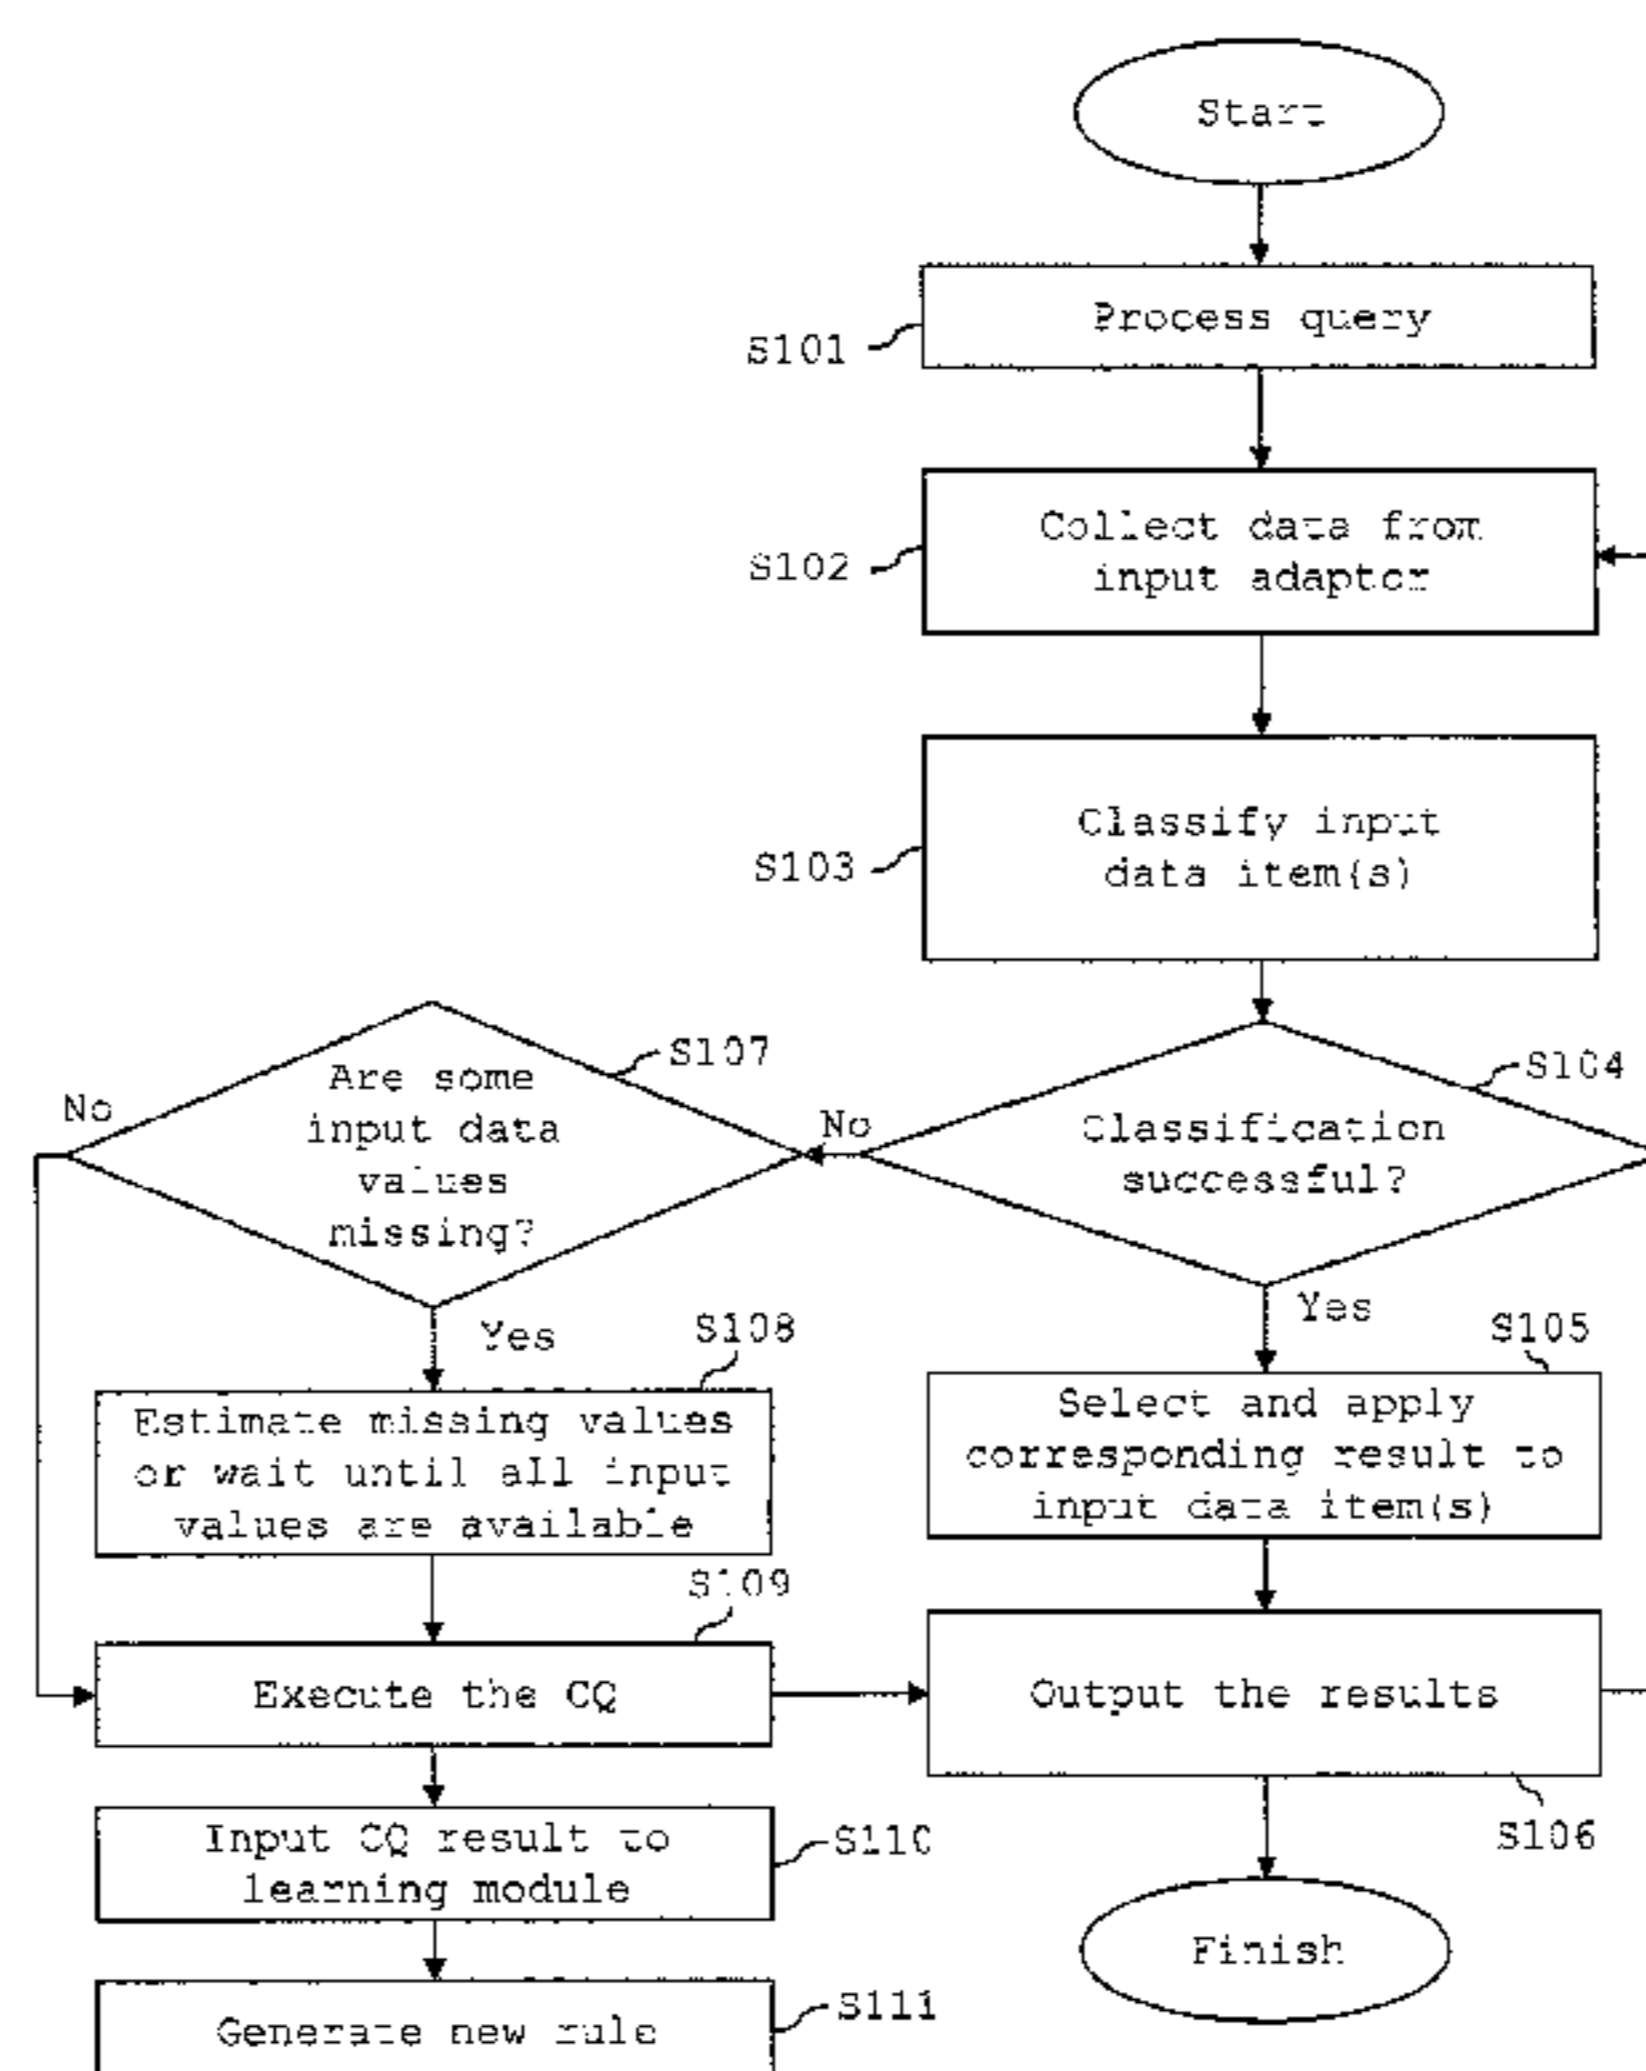 Start
Process query
S101
Collect data from
input adaptor
S102
Classify input
data item(s)
S103
S107
Are some
input data
values
missing?
No
No
S104
Classification
successful?
Yes
Yes
S108
Estimate missing values
or wait until all input
values are available
S105
Select and apply
corresponding result to
input data item(s)
S109
Execute the CQ
Output the results
S106
Input CQ result to
learning module
S110
Finish
Generate new rule
S111